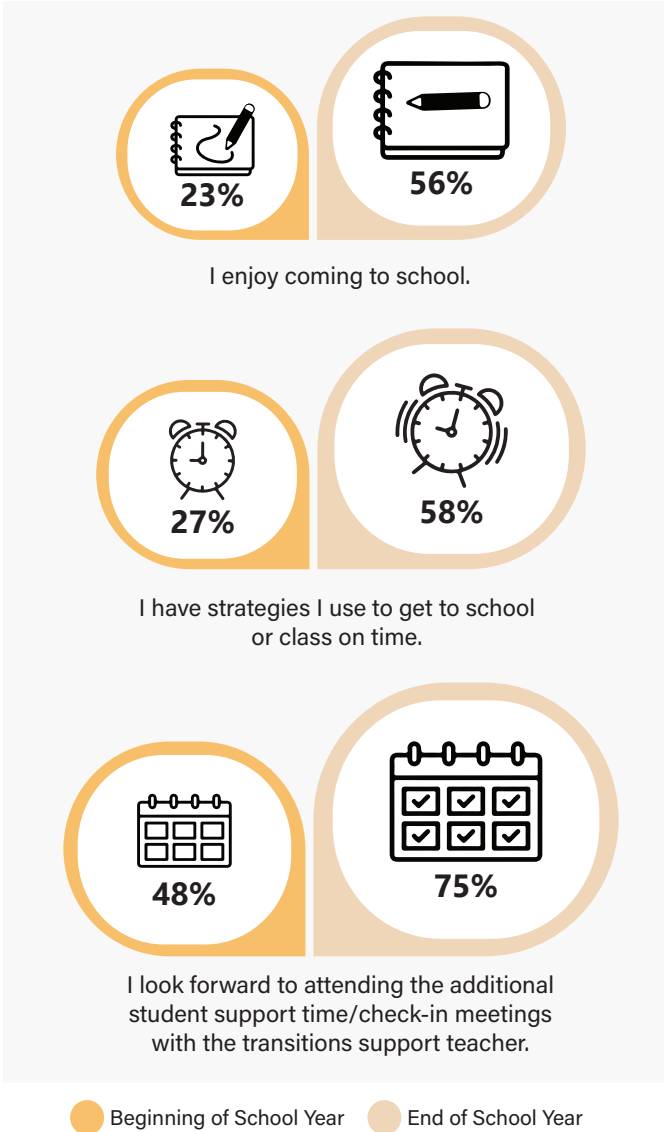 23%
56%
I enjoy coming to school.
27%
58%
I have strategies I use to get to school
or class on time.
48%
75%
I look forward to attending the additional
student support time/check-in meetings
with the transitions support teacher.
Beginning of School Year
End of School Year